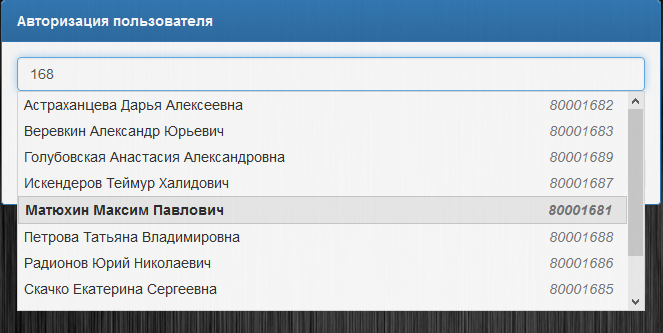 Авторизация пользователя
168
Астраханцева Дарья Алексеевна 80001682
Веревкин Александр Юрьевич 80001683
Голубовская Анастасия Александровна 80001689
Искендеров Теймур Халидович 80001687
Матюхин Максим Павлович 80001681
Петрова Татьяна Владимировна 80001688
Радионов Юрий Николаевич 80001686
Скачко Екатерина Сергеевна 80001685